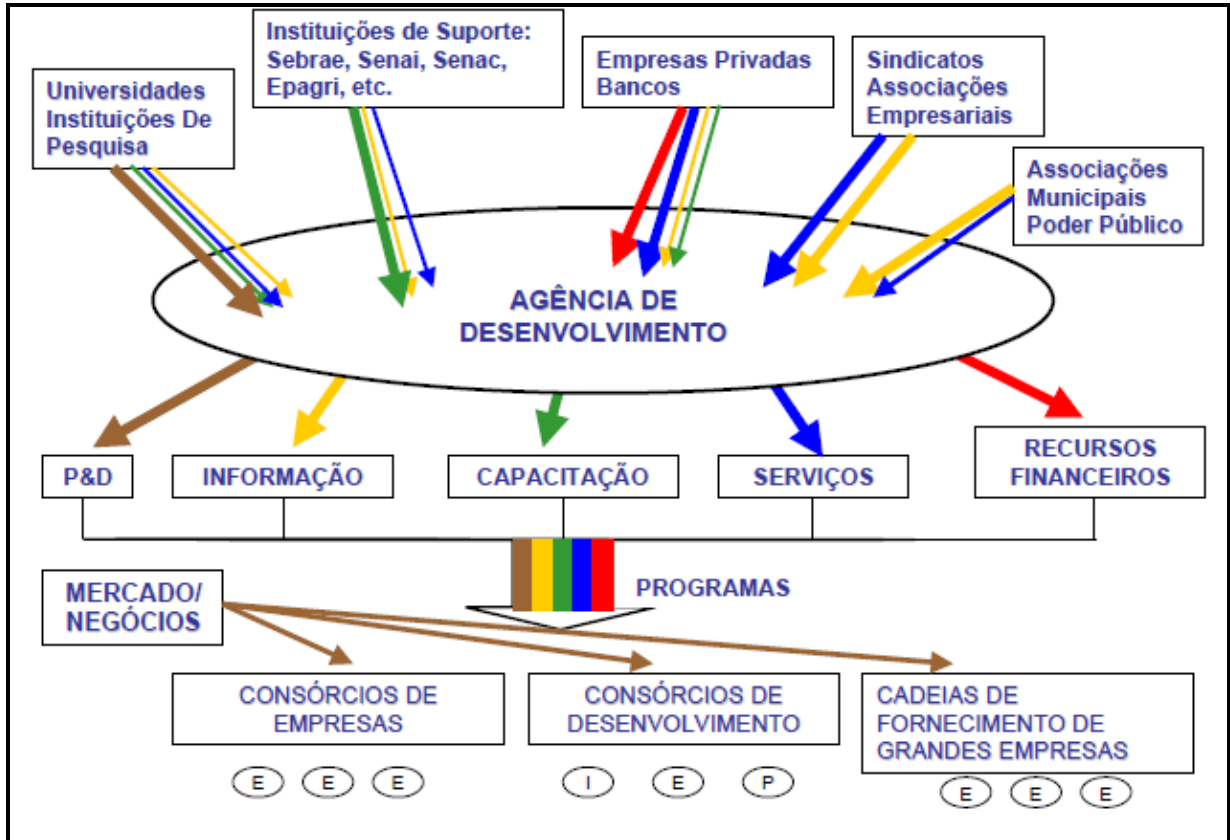 Universidades
Instituições De
Pesquisa
Instituições de Suporte:
Sebrae, Senai, Senac,
Epagri, etc.
Empresas Privadas
Bancos
Sindicatos
Associações
Empresariais
Associações
Municipais
Poder Público
AGÊNCIA DE
DESENVOLVIMENTO
P&D
INFORMAÇÃO
CAPACITAÇÃO
SERVIÇOS
RECURSOS
FINANCEIROS
MERCADO/
NEGÓCIOS
PROGRAMAS
CONSÓRCIOS DE
EMPRESAS
CONSÓRCIOS DE
DESENVOLVIMENTO
CADEIAS DE
FORNECIMENTO DE
GRANDES EMPRESAS
E E E
I E P
E E E